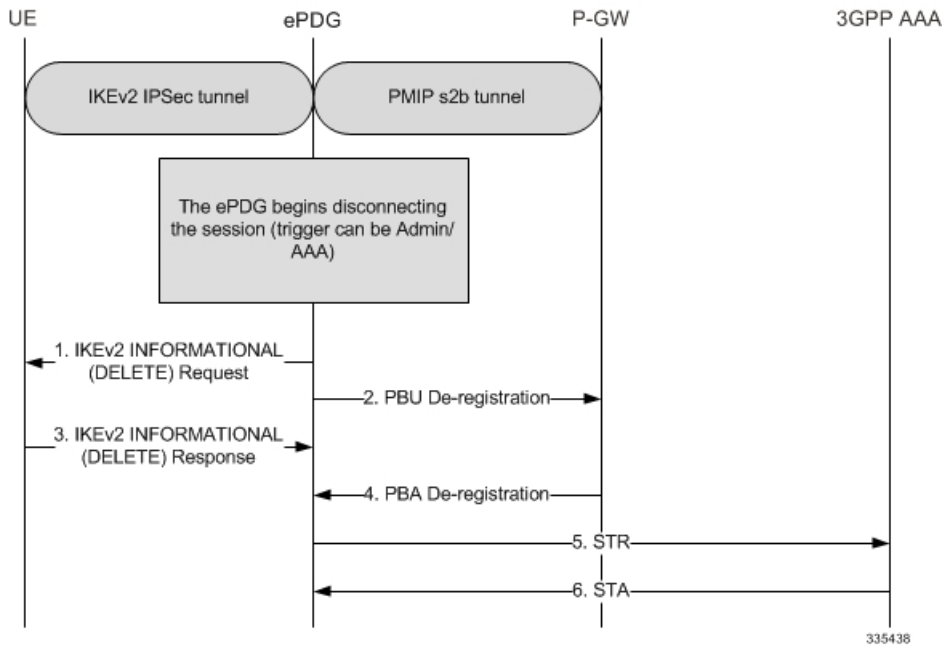 UE
ePDG
P-GW
3GPP AAA
IKEv2 IPSec tunnel
PMIP s2b tunnel
The ePDG begins disconnecting
the session (trigger can be Admin/
AAA)
1. IKEv2 INFORMATIONAL
(DELETE) Request
2. PBU De-registration
3. IKEv2 INFORMATIONAL
(DELETE) Response
4. PBA De-registration
5. STR
6. STA
335438